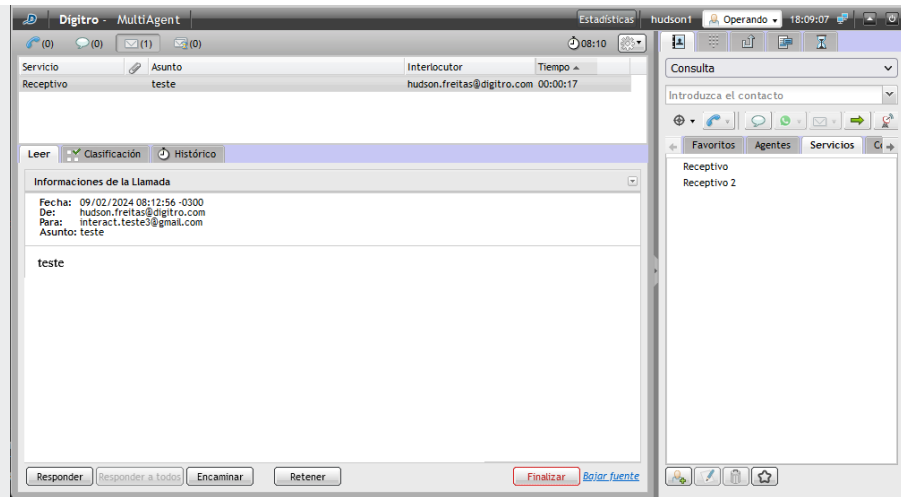 Dígitro - MultiAgent Estadísticas hudson1 Operando 18:09:07
(0) (0) (1) (0) 08:10
Servicio Asunto Interlocutor Tiempo
Receptivo teste hudson.freitas@digitro.com 00:00:17
Leer Clasificación Histórico
Informaciones de la Llamada
Fecha: 09/02/2024 08:12:56 -0300
De: hudson.freitas@digitro.com
Para: interact.teste3@gmail.com
Asunto: teste
teste
Responder Responder a todos Encaminar Retener Finalizar Bajar fuente
Consulta
Introduzca el contacto
Favoritos Agentes Servicios
Receptivo
Receptivo 2